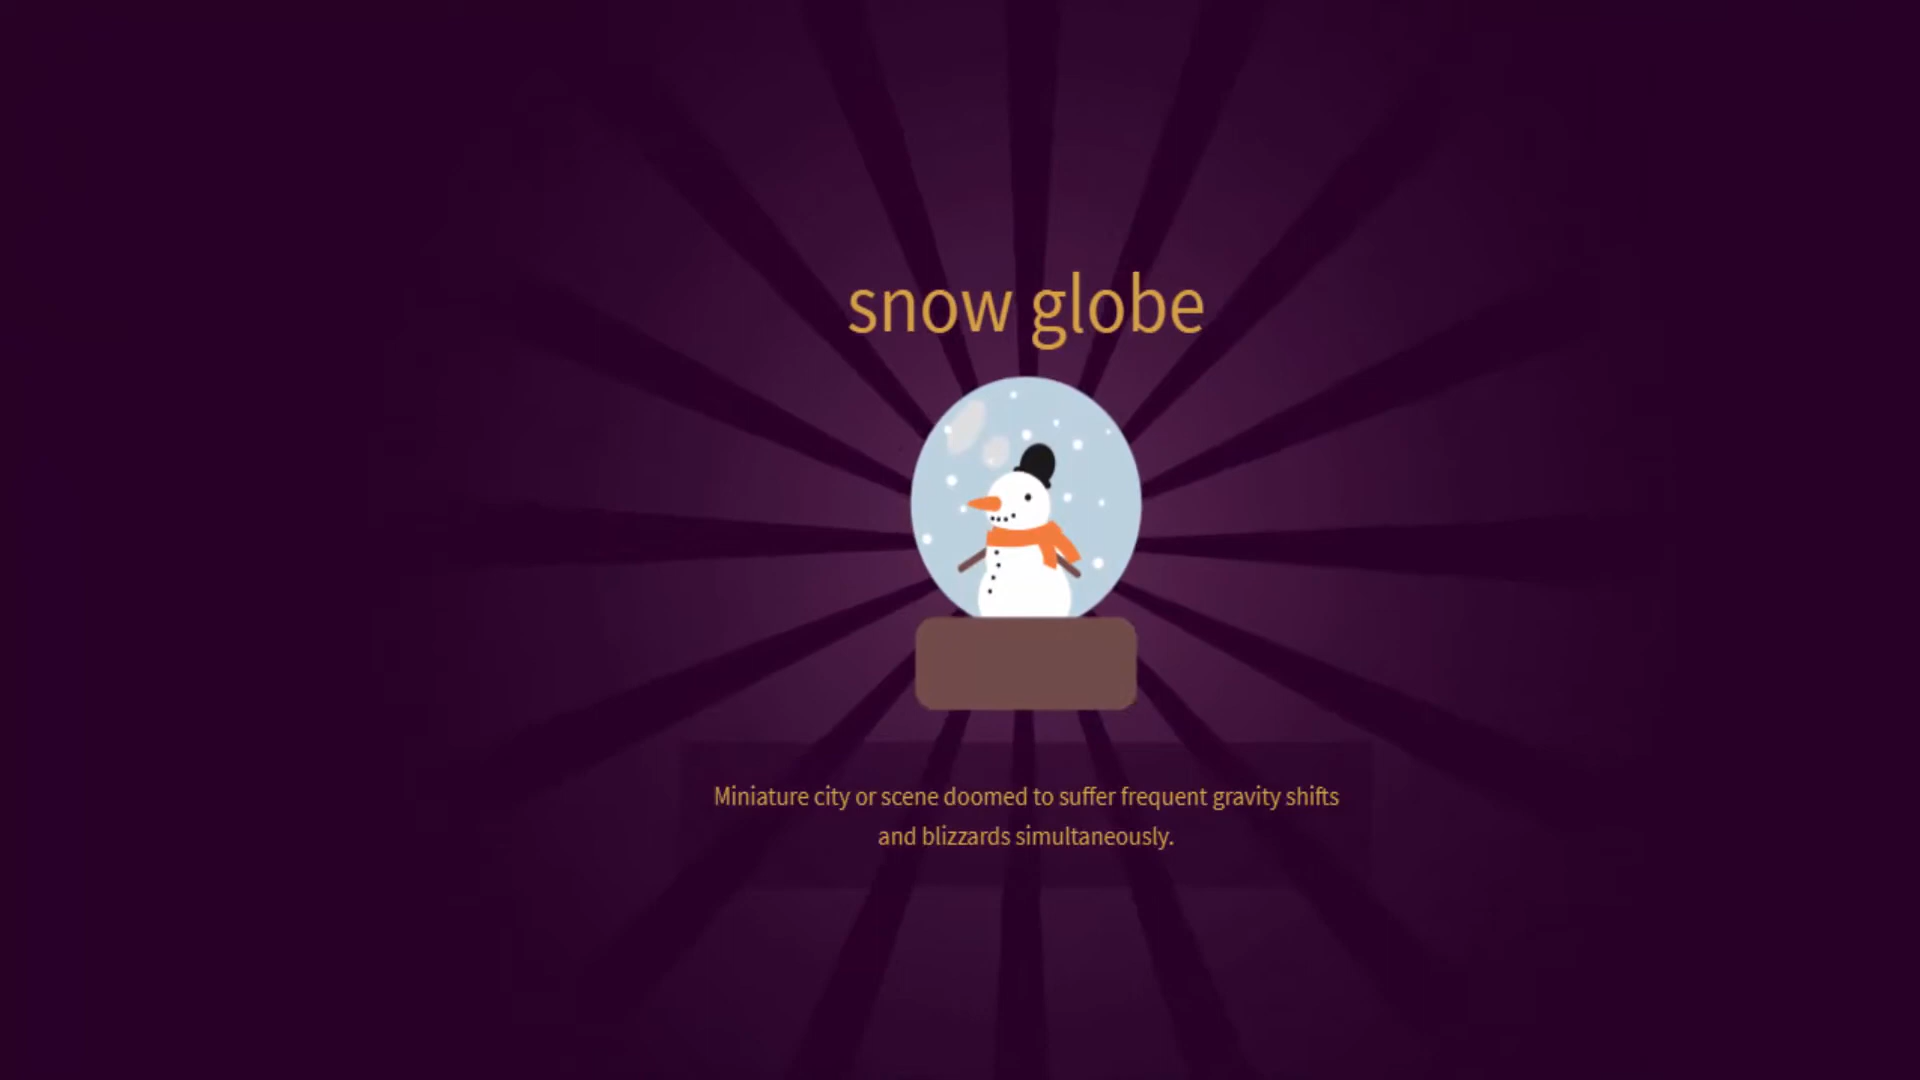 snow globe
Miniature city or scene doomed to suffer frequent gravity shifts
and blizzards simultaneously.